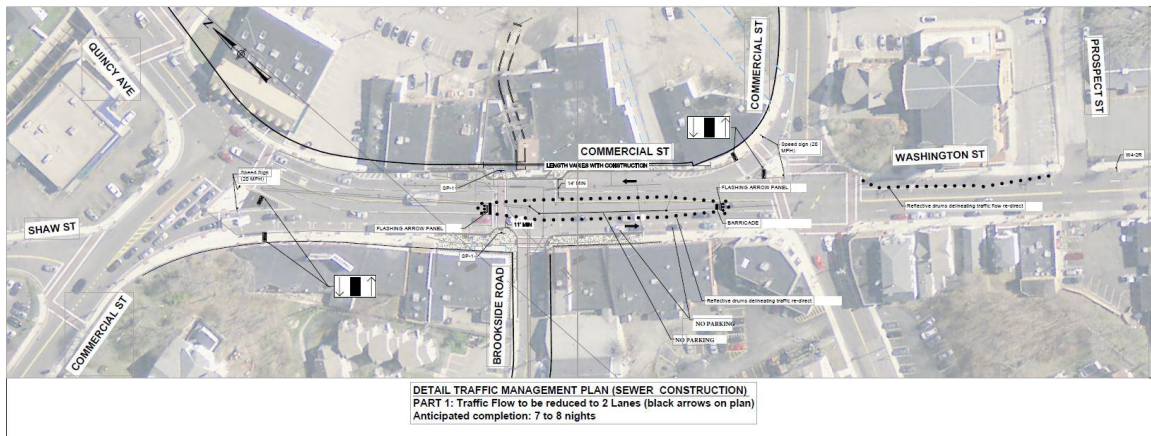 QUINCY AVE
COMMERCIAL ST
PROSPECT ST
COMMERCIAL ST
LENGTH VARIES WITH CONSTRUCTION
Speed sign (25 MPH)
WASHINGTON ST
W4-2R
Speed Sign
(25 MPH)
SP-1
14' MIN
FLASHING ARROW PANEL
Reflective drums delineating traffic flow re-direct
SHAW ST
FLASHING ARROW PANEL
11' MIN
BARRICADE
SP-1
BROOKSIDE ROAD
Reflective drums delineating traffic re-direct
COMMERCIAL ST
NO PARKING
NO PARKING
DETAIL TRAFFIC MANAGEMENT PLAN (SEWER CONSTRUCTION)
PART 1: Traffic Flow to be reduced to 2 Lanes (black arrows on plan)
Anticipated completion: 7 to 8 nights